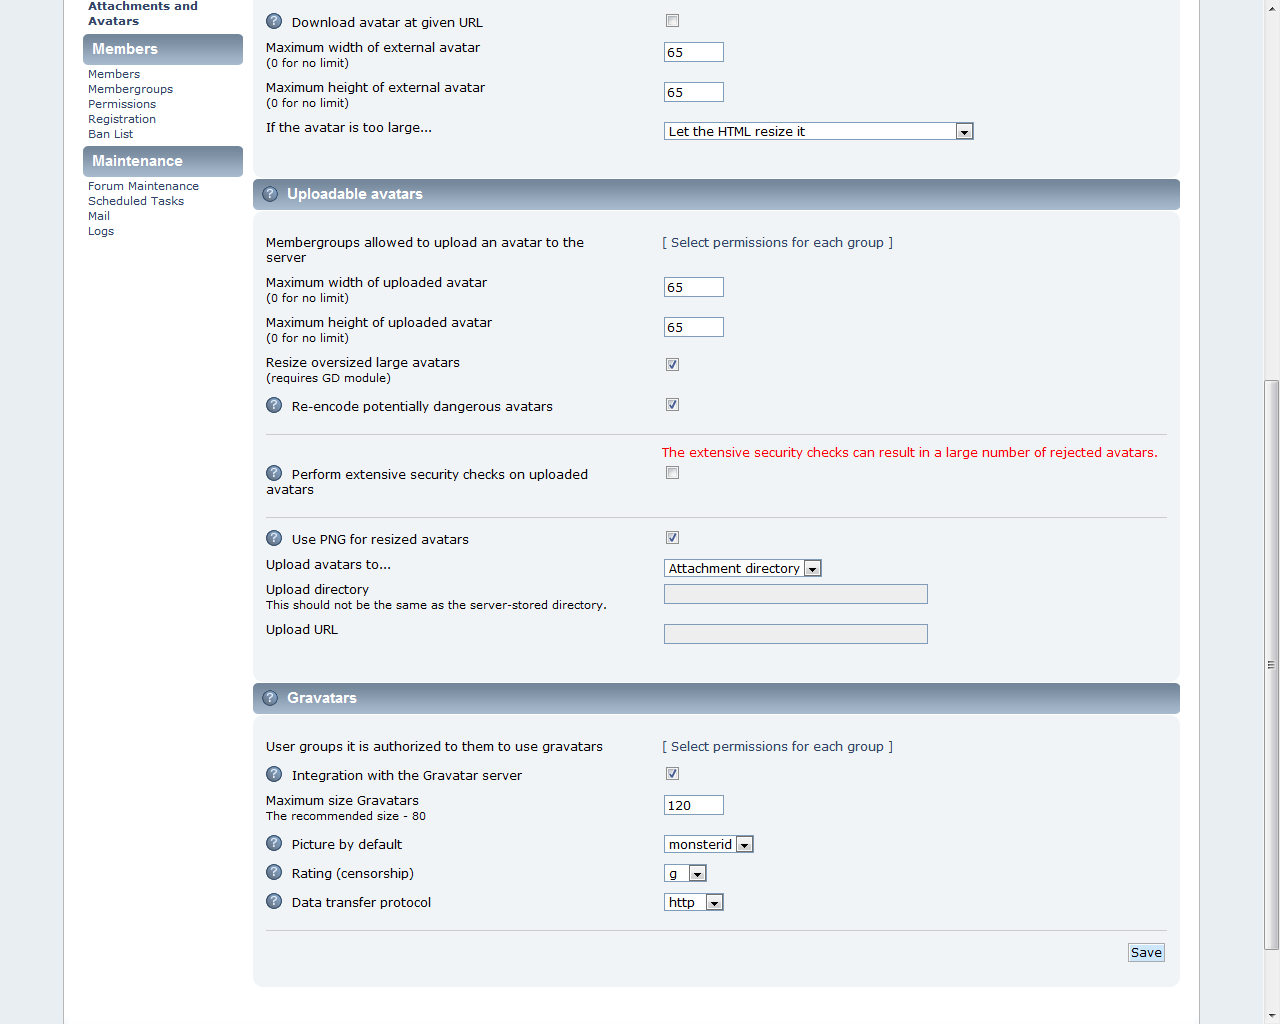 Attachments and
Avatars
Members
Members
Membergroups
Permissions
Registration
Ban List
Maintenance
Forum Maintenance
Scheduled Tasks
Mail
Logs
? Download avatar at given URL
Maximum width of external avatar
(0 for no limit)
65
Maximum height of external avatar
(0 for no limit)
65
If the avatar is too large...
Let the HTML resize it
? Uploadable avatars
Membergroups allowed to upload an avatar to the
server
[ Select permissions for each group ]
Maximum width of uploaded avatar
(0 for no limit)
65
Maximum height of uploaded avatar
(0 for no limit)
65
Resize oversized large avatars
(requires GD module)
? Re-encode potentially dangerous avatars
The extensive security checks can result in a large number of rejected avatars.
? Perform extensive security checks on uploaded
avatars
? Use PNG for resized avatars
Upload avatars to...
Attachment directory
Upload directory
This should not be the same as the server-stored directory.
Upload URL
? Gravatars
User groups it is authorized to them to use gravatars
[ Select permissions for each group ]
? Integration with the Gravatar server
Maximum size Gravatars
The recommended size - 80
120
? Picture by default
monsterid
? Rating (censorship)
g
? Data transfer protocol
http
Save